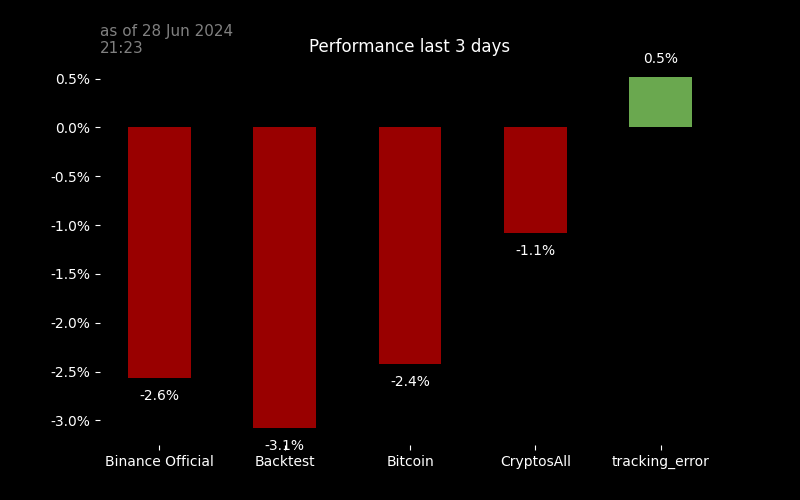 as of 28 Jun 2024
21:23
Performance last 3 days
0.5%
0.5%
0.0%
-0.5%
-1.0%
-1.1%
-1.5%
-2.0%
-2.4%
-2.5%
-2.6%
-3.0%
-3.1%
Binance Official
Backtest
Bitcoin
CryptosAll
tracking_error